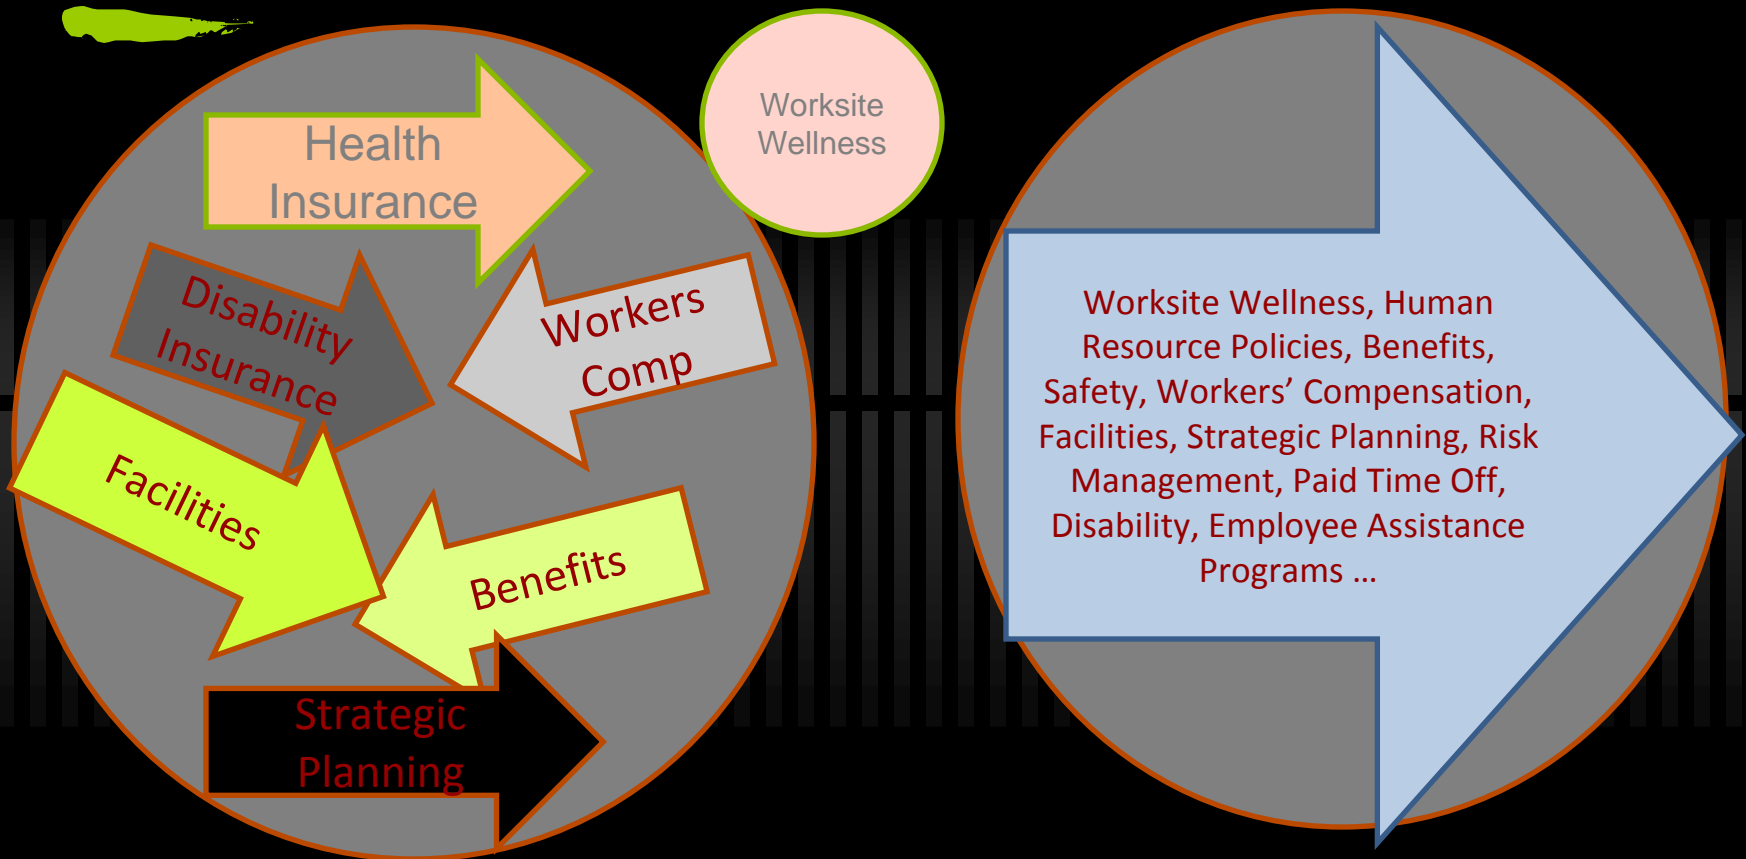 Health
Insurance
Worksite
Wellness
Disability
Insurance
Workers
Comp
Facilities
Benefits
Strategic
Planning
Worksite Wellness, Human
Resource Policies, Benefits,
Safety, Workers’ Compensation,
Facilities, Strategic Planning, Risk
Management, Paid Time Off,
Disability, Employee Assistance
Programs …